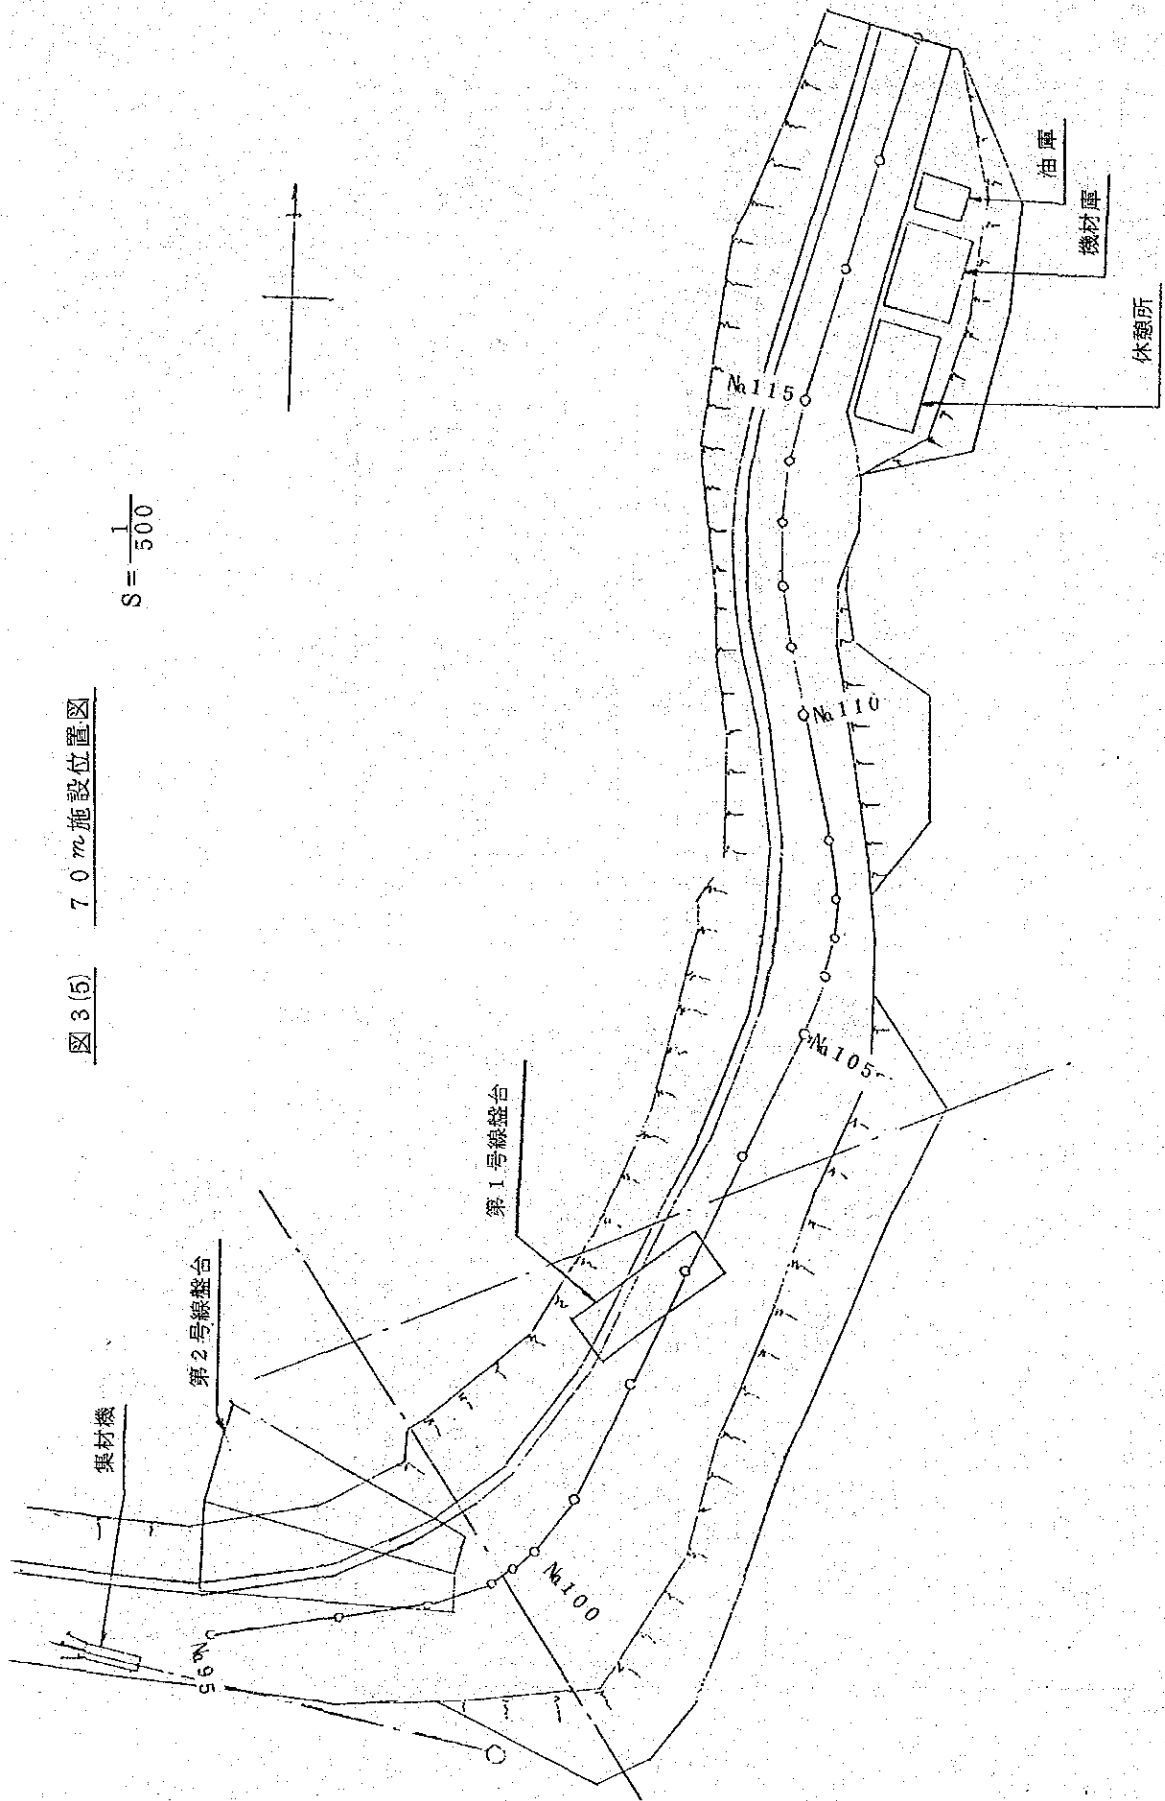 図3(5) 70m施設位置図
S=1/500
集材機
第2号線盤台
第1号線盤台
休憩所
機材庫
油庫
№95
№100
№105
№110
№115